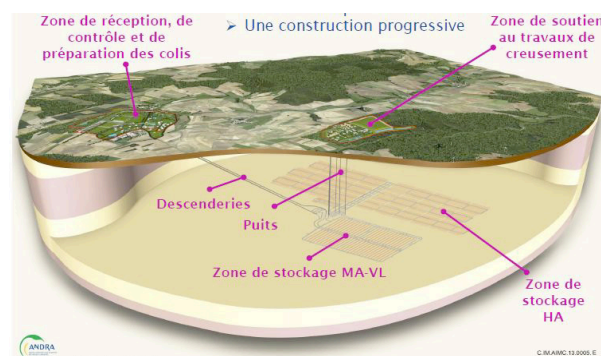 ➢ Une construction progressive
Zone de réception, de
contrôle et de
préparation des colis
Zone de soutien
au travaux de
creusement
Descenderies
Puits
Zone de stockage MA-VL
Zone de
stockage
HA
ANDRA
C.IM.AIMC.13.0005.E